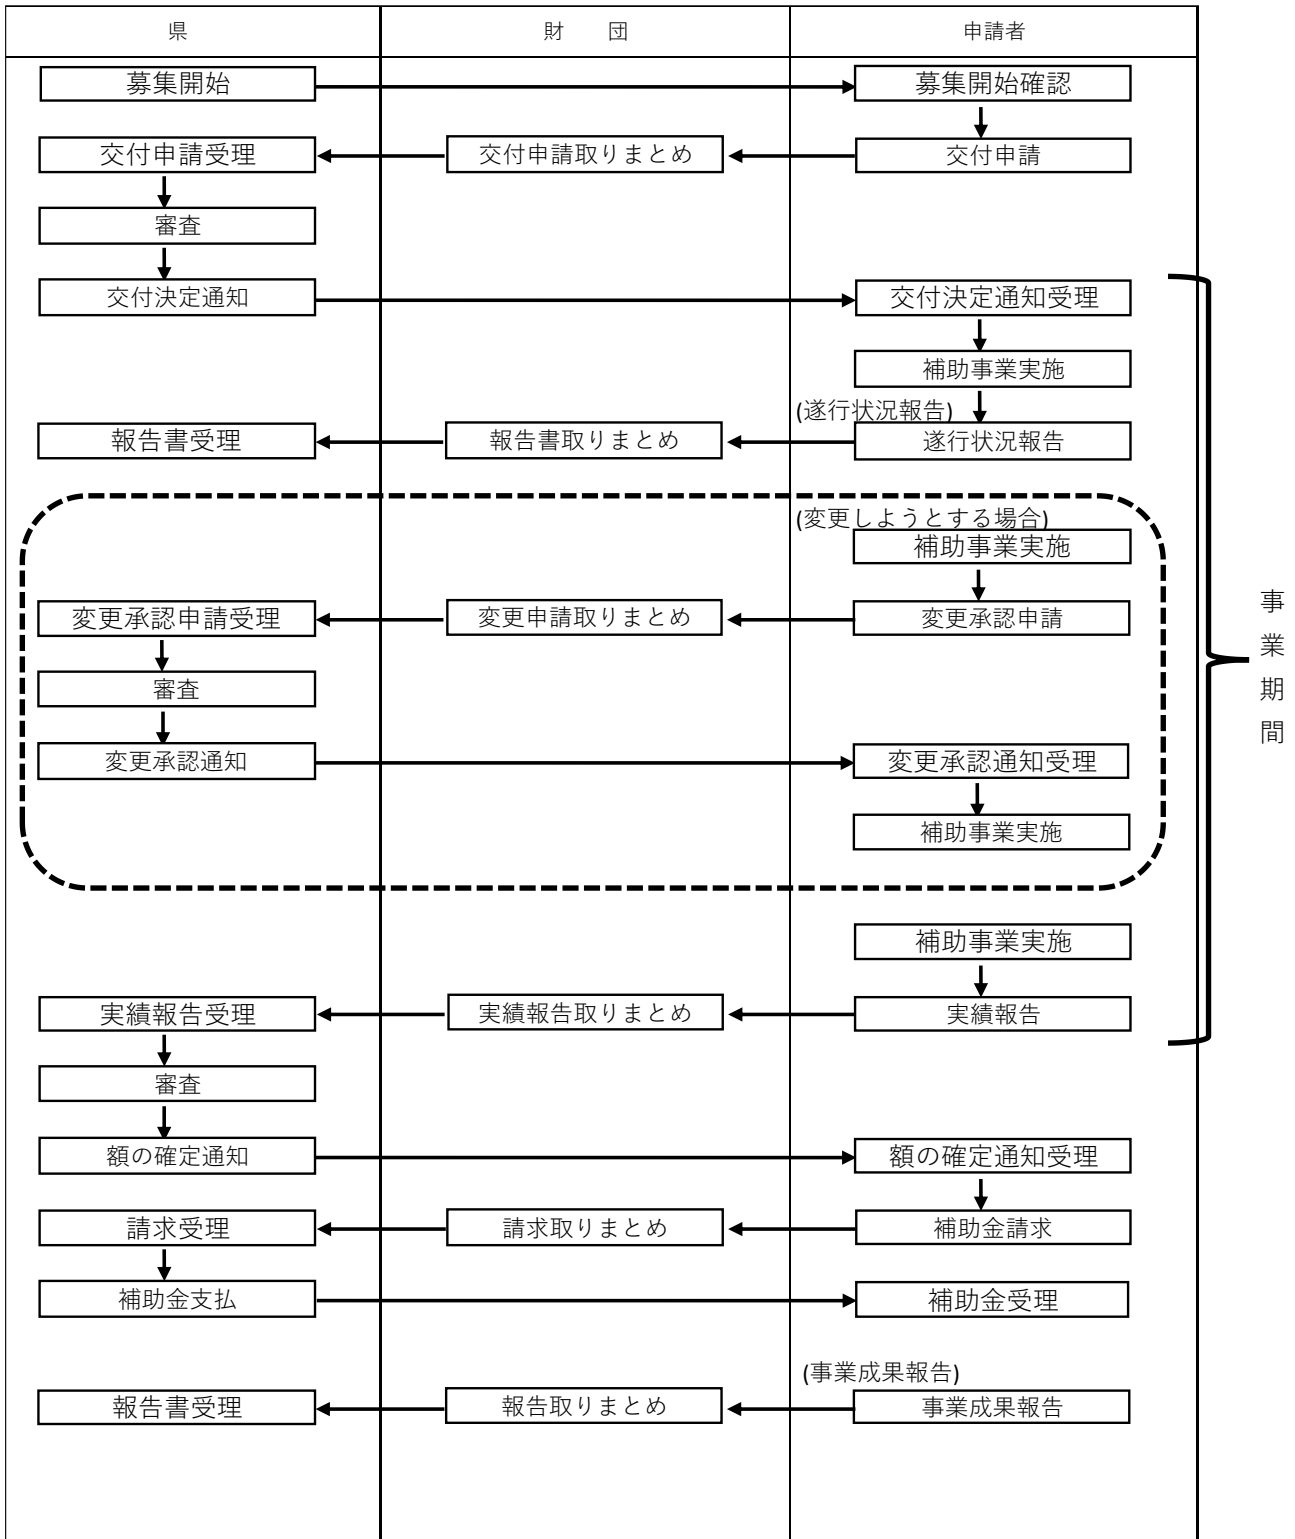 県
財 団
申請者
募集開始
募集開始確認
交付申請受理
交付申請取りまとめ
交付申請
審査
交付決定通知
交付決定通知受理
補助事業実施
(遂行状況報告)
報告書受理
報告書取りまとめ
遂行状況報告
(変更しようとする場合)
補助事業実施
変更承認申請受理
変更申請取りまとめ
変更承認申請
審査
変更承認通知
変更承認通知受理
補助事業実施
事業期間
補助事業実施
実績報告受理
実績報告取りまとめ
実績報告
審査
額の確定通知
額の確定通知受理
請求受理
請求取りまとめ
補助金請求
補助金支払
補助金受理
(事業成果報告)
報告書受理
報告取りまとめ
事業成果報告